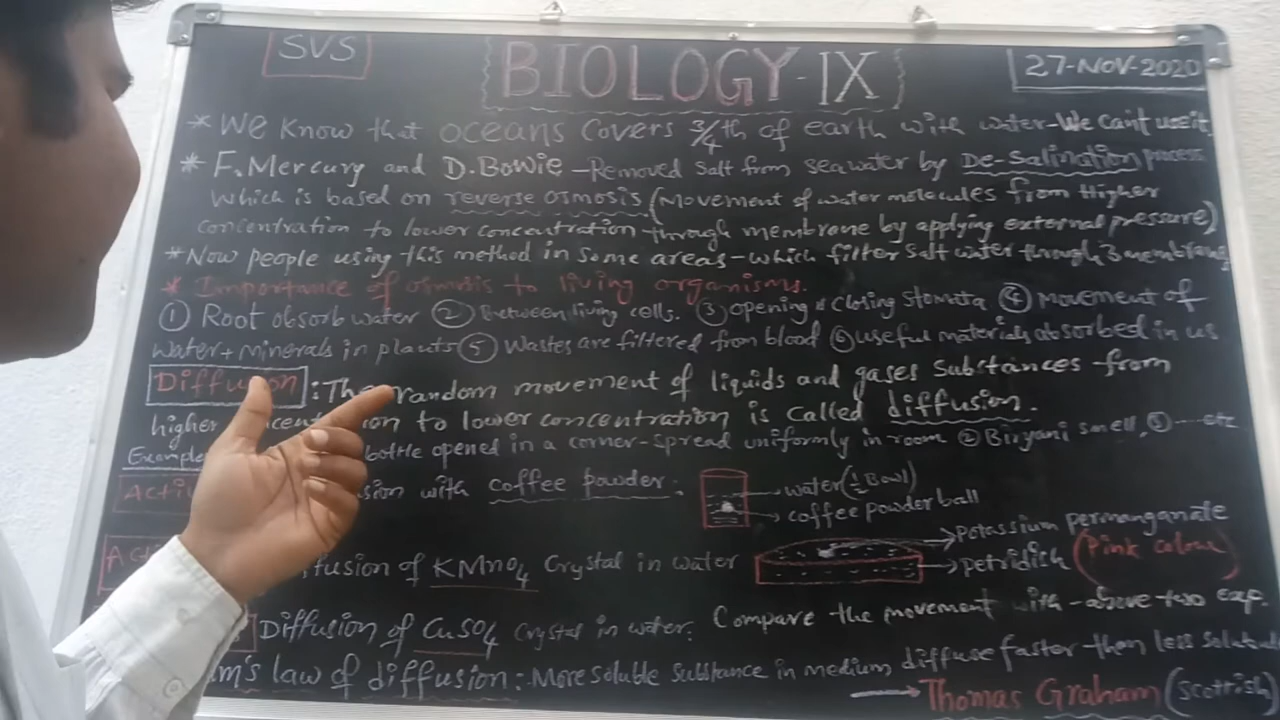 SVS
BIOLOGY-IX
27-NOV-2020
* We Know that oceans covers 3/4th of earth with water-We can't use it.
* F. Mercury and D. Bowie - Removed salt from sea water by De-Salination process
which is based on reverse osmosis (Movement of water molecules from Higher
concentration to lower concentration through membrane by applying external pressure)
* Now people using this method in some areas - which filter salt water through 3 membranes
* Importance of osmosis to living organisms.
① Root absorb water ② Between living cells. ③ opening & closing stomata ④ Movement of
water + minerals in plants ⑤ Wastes are filtered from blood ⑥ useful materials absorbed in us
Diffusion : The random movement of liquids and gases Substances from
higher concentration to lower concentration is called diffusion.
Example bottle opened in a corner - spread uniformly in room ② Biryani smell, ③ ......etc
Acti sion with coffee powder:
water (1/2 Bowl)
coffee powder ball
A fusion of KMno4 Crystal in water
Potassium permanganate
petridish (Pink colour)
Diffusion of CuSO4 Crystal in water. Compare the movement with above two exp.
m's law of diffusion: More soluble substance in medium, diffuse faster than less soluble
Thomas Graham (Scottish)